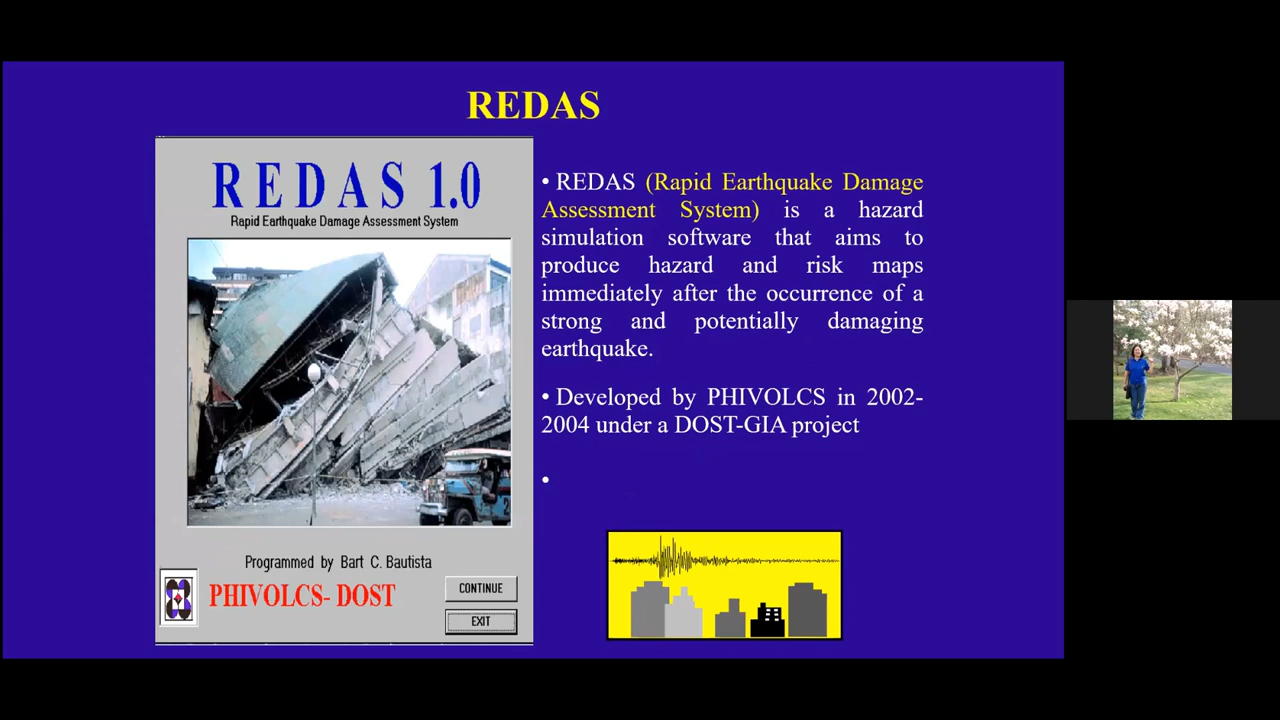 REDAS
REDAS 1.0
Rapid Earthquake Damage Assessment System
Programmed by Bart C. Bautista
PHIVOLCS- DOST
CONTINUE
EXIT
• REDAS (Rapid Earthquake Damage
Assessment System) is a hazard
simulation software that aims to
produce hazard and risk maps
immediately after the occurrence of a
strong and potentially damaging
earthquake.
• Developed by PHIVOLCS in 2002-
2004 under a DOST-GIA project
•